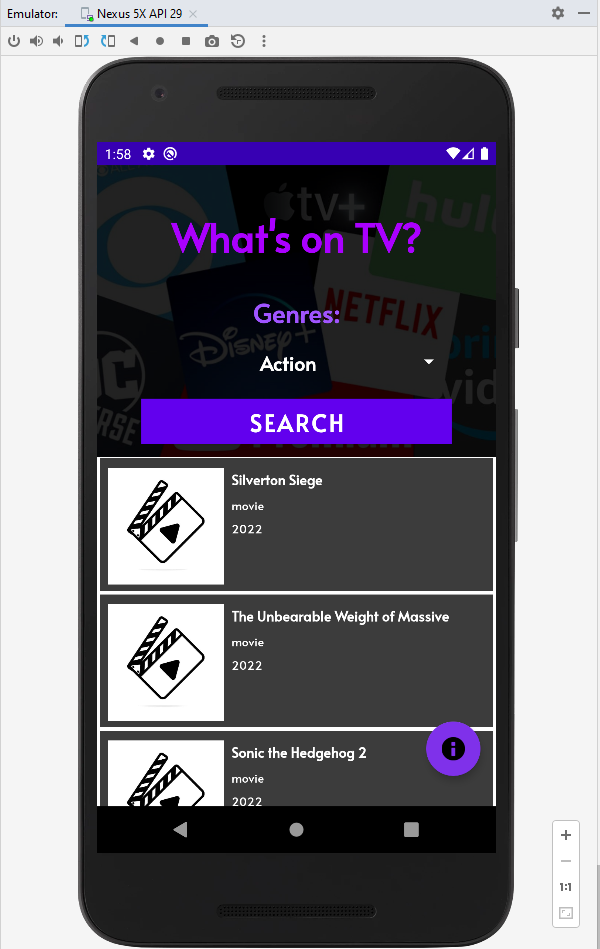 Emulator: Nexus 5X API 29
1:58
tv+
hulu
What's on TV?
Genres:
NETFLIX
Disney+
DC
Action
SEARCH
Silverton Siege
movie
2022
The Unbearable Weight of Massive
movie
2022
Sonic the Hedgehog 2
movie
2022
1:1